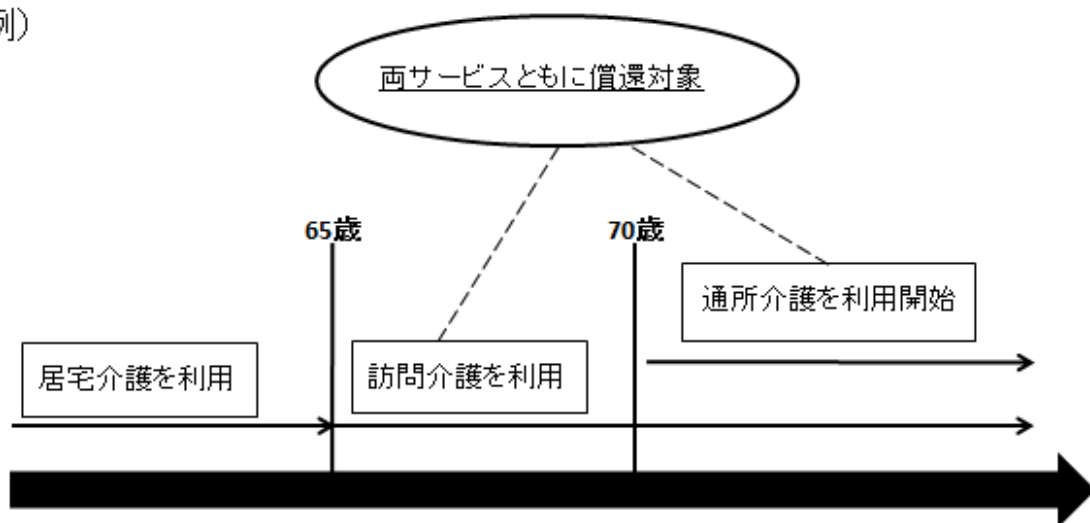 例)
両サービスともに償還対象
65歳
70歳
通所介護を利用開始
居宅介護を利用
訪問介護を利用